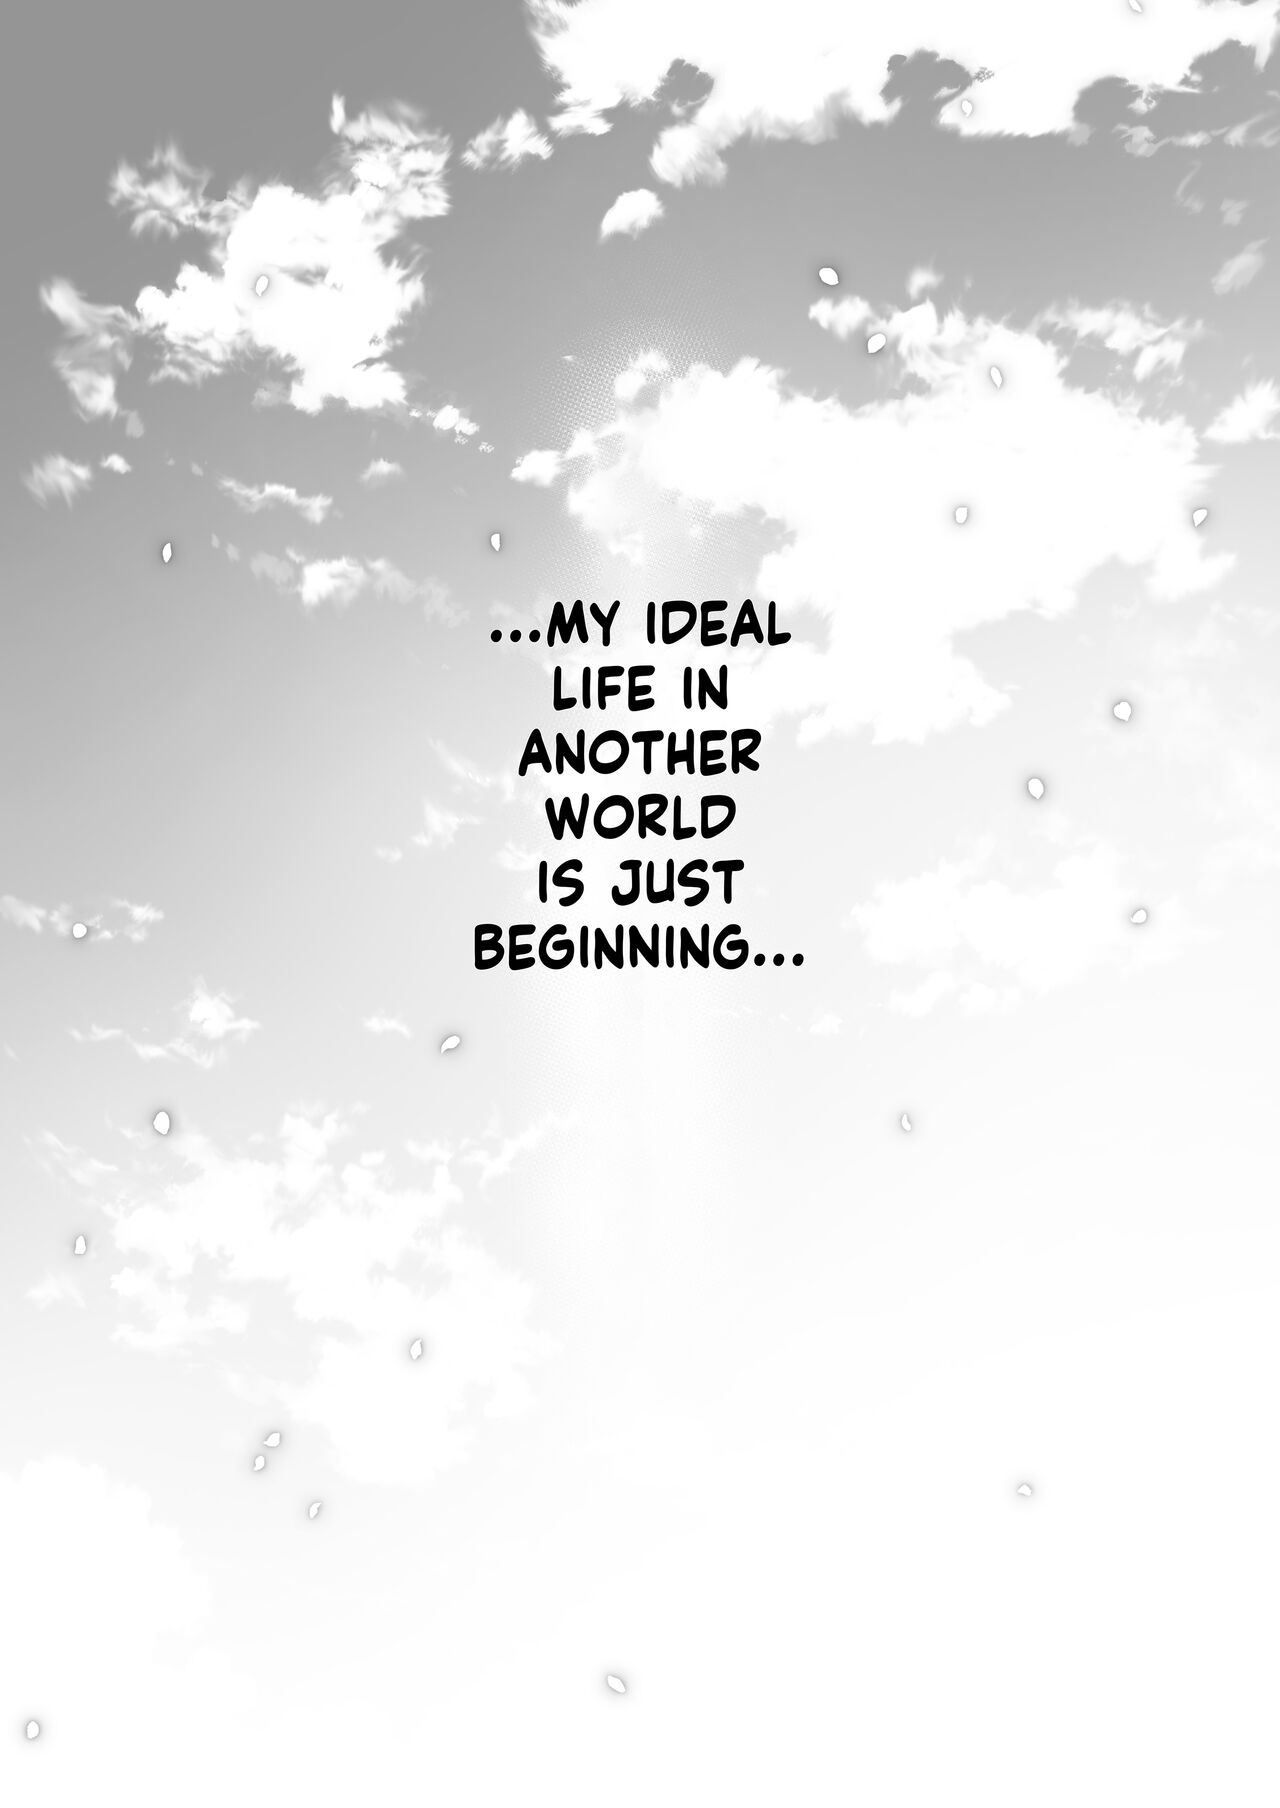 ...MY IDEAL
LIFE IN
ANOTHER
WORLD
IS JUST
BEGINNING...